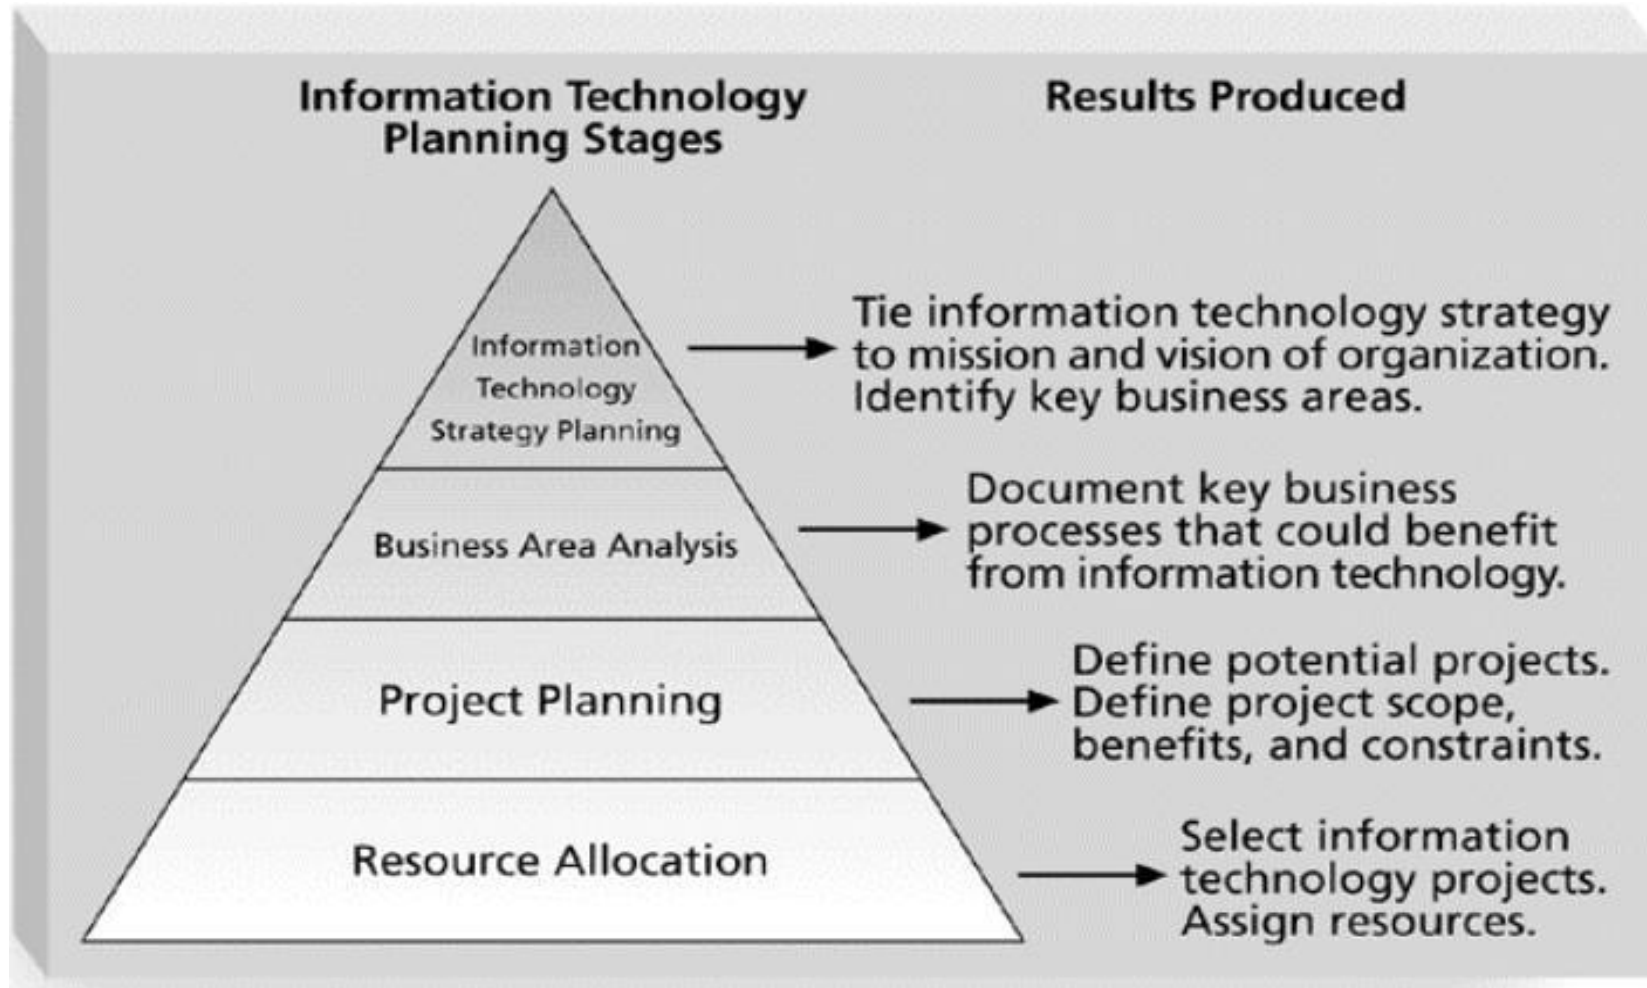 Information Technology
Planning Stages
Results Produced
Information
Technology
Strategy Planning
Tie information technology strategy
to mission and vision of organization.
Identify key business areas.
Business Area Analysis
Document key business
processes that could benefit
from information technology.
Project Planning
Define potential projects.
Define project scope,
benefits, and constraints.
Resource Allocation
Select information
technology projects.
Assign resources.